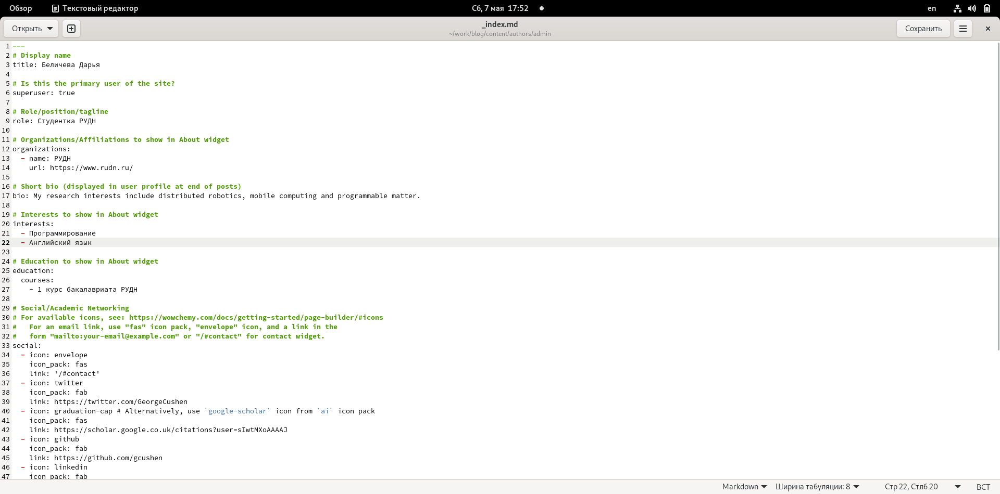 Обзор Текстовый редактор Сб, 7 мая 17:52 en
Открыть _index.md Сохранить
~/work/blog/content/authors/admin
1 ---
2 # Display name
3 title: Беличева Дарья
4
5 # Is this the primary user of the site?
6 superuser: true
7
8 # Role/position/tagline
9 role: Студентка РУДН
10
11 # Organizations/Affiliations to show in About widget
12 organizations:
13   - name: РУДН
14     url: https://www.rudn.ru/
15
16 # Short bio (displayed in user profile at end of posts)
17 bio: My research interests include distributed robotics, mobile computing and programmable matter.
18
19 # Interests to show in About widget
20 interests:
21   - Программирование
22   - Английский язык
23
24 # Education to show in About widget
25 education:
26   courses:
27     - 1 курс бакалавриата РУДН
28
29 # Social/Academic Networking
30 # For available icons, see: https://wowchemy.com/docs/getting-started/page-builder/#icons
31 #   For an email link, use "fas" icon pack, "envelope" icon, and a link in the
32 #   form "mailto:your-email@example.com" or "/#contact" for contact widget.
33 social:
34   - icon: envelope
35     icon_pack: fas
36     link: '/#contact'
37   - icon: twitter
38     icon_pack: fab
39     link: https://twitter.com/GeorgeCushen
40   - icon: graduation-cap # Alternatively, use `google-scholar` icon from `ai` icon pack
41     icon_pack: fas
42     link: https://scholar.google.co.uk/citations?user=sIwtMXoAAAAJ
43   - icon: github
44     icon_pack: fab
45     link: https://github.com/gcushen
46   - icon: linkedin
47     icon_pack: fab
Markdown Ширина табуляции: 8 Стр 22, Стлб 20 ВСТ